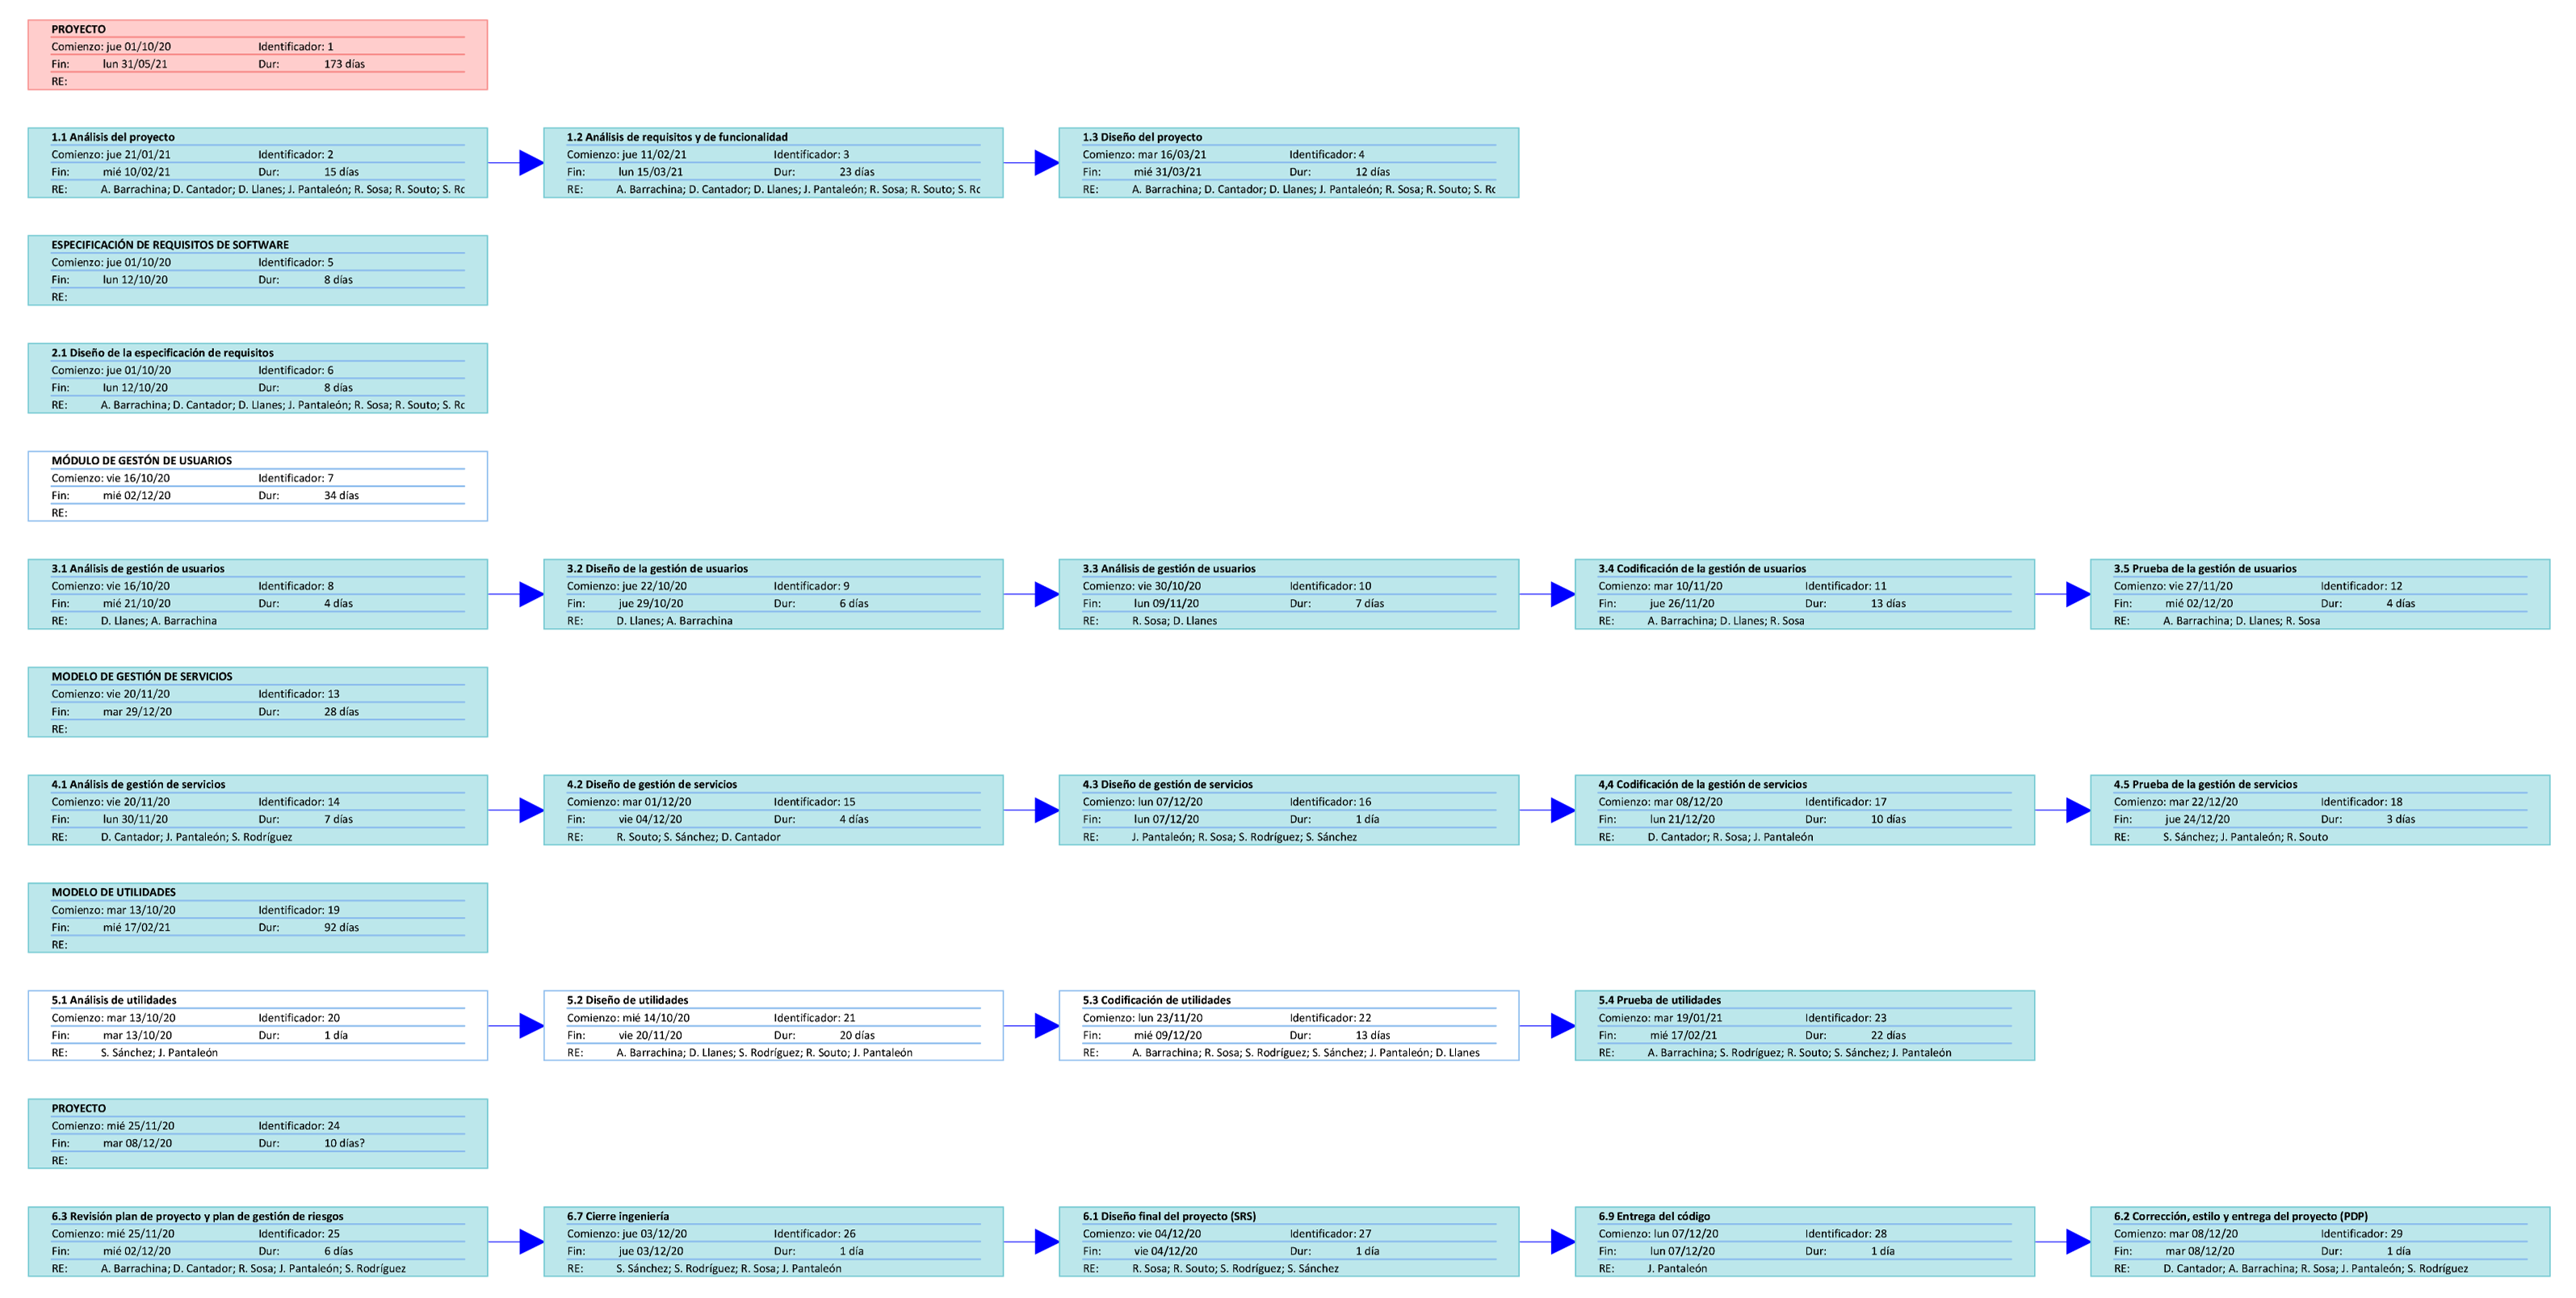 PROYECTO
Comienzo: jue 01/10/20 Identificador: 1
Fin: lun 31/05/21 Dur: 173 días
RE:
1.1 Análisis del proyecto
Comienzo: jue 21/01/21 Identificador: 2
Fin: mié 10/02/21 Dur: 15 días
RE: A. Barrachina; D. Cantador; D. Llanes; J. Pantaleón; R. Sosa; R. Souto; S. Rc
1.2 Análisis de requisitos y de funcionalidad
Comienzo: jue 11/02/21 Identificador: 3
Fin: lun 15/03/21 Dur: 23 días
RE: A. Barrachina; D. Cantador; D. Llanes; J. Pantaleón; R. Sosa; R. Souto; S. Rc
1.3 Diseño del proyecto
Comienzo: mar 16/03/21 Identificador: 4
Fin: mié 31/03/21 Dur: 12 días
RE: A. Barrachina; D. Cantador; D. Llanes; J. Pantaleón; R. Sosa; R. Souto; S. Rc
ESPECIFICACIÓN DE REQUISITOS DE SOFTWARE
Comienzo: jue 01/10/20 Identificador: 5
Fin: lun 12/10/20 Dur: 8 días
RE:
2.1 Diseño de la especificación de requisitos
Comienzo: jue 01/10/20 Identificador: 6
Fin: lun 12/10/20 Dur: 8 días
RE: A. Barrachina; D. Cantador; D. Llanes; J. Pantaleón; R. Sosa; R. Souto; S. Rc
MÓDULO DE GESTÓN DE USUARIOS
Comienzo: vie 16/10/20 Identificador: 7
Fin: mié 02/12/20 Dur: 34 días
RE:
3.1 Análisis de gestión de usuarios
Comienzo: vie 16/10/20 Identificador: 8
Fin: mié 21/10/20 Dur: 4 días
RE: D. Llanes; A. Barrachina
3.2 Diseño de la gestión de usuarios
Comienzo: jue 22/10/20 Identificador: 9
Fin: jue 29/10/20 Dur: 6 días
RE: D. Llanes; A. Barrachina
3.3 Análisis de gestión de usuarios
Comienzo: vie 30/10/20 Identificador: 10
Fin: lun 09/11/20 Dur: 7 días
RE: R. Sosa; D. Llanes
3.4 Codificación de la gestión de usuarios
Comienzo: mar 10/11/20 Identificador: 11
Fin: jue 26/11/20 Dur: 13 días
RE: A. Barrachina; D. Llanes; R. Sosa
3.5 Prueba de la gestión de usuarios
Comienzo: vie 27/11/20 Identificador: 12
Fin: mié 02/12/20 Dur: 4 días
RE: A. Barrachina; D. Llanes; R. Sosa
MODELO DE GESTIÓN DE SERVICIOS
Comienzo: vie 20/11/20 Identificador: 13
Fin: mar 29/12/20 Dur: 28 días
RE:
4.1 Análisis de gestión de servicios
Comienzo: vie 20/11/20 Identificador: 14
Fin: lun 30/11/20 Dur: 7 días
RE: D. Cantador; J. Pantaleón; S. Rodríguez
4.2 Diseño de gestión de servicios
Comienzo: mar 01/12/20 Identificador: 15
Fin: vie 04/12/20 Dur: 4 días
RE: R. Souto; S. Sánchez; D. Cantador
4.3 Diseño de gestión de servicios
Comienzo: lun 07/12/20 Identificador: 16
Fin: lun 07/12/20 Dur: 1 día
RE: J. Pantaleón; R. Sosa; S. Rodríguez; S. Sánchez
4,4 Codificación de la gestión de servicios
Comienzo: mar 08/12/20 Identificador: 17
Fin: lun 21/12/20 Dur: 10 días
RE: D. Cantador; R. Sosa; J. Pantaleón
4.5 Prueba de la gestión de servicios
Comienzo: mar 22/12/20 Identificador: 18
Fin: jue 24/12/20 Dur: 3 días
RE: S. Sánchez; J. Pantaleón; R. Souto
MODELO DE UTILIDADES
Comienzo: mar 13/10/20 Identificador: 19
Fin: mié 17/02/21 Dur: 92 días
RE:
5.1 Análisis de utilidades
Comienzo: mar 13/10/20 Identificador: 20
Fin: mar 13/10/20 Dur: 1 día
RE: S. Sánchez; J. Pantaleón
5.2 Diseño de utilidades
Comienzo: mié 14/10/20 Identificador: 21
Fin: vie 20/11/20 Dur: 20 días
RE: A. Barrachina; D. Llanes; S. Rodríguez; R. Souto; J. Pantaleón
5.3 Codificación de utilidades
Comienzo: lun 23/11/20 Identificador: 22
Fin: mié 09/12/20 Dur: 13 días
RE: A. Barrachina; R. Sosa; S. Rodríguez; S. Sánchez; J. Pantaleón; D. Llanes
5.4 Prueba de utilidades
Comienzo: mar 19/01/21 Identificador: 23
Fin: mié 17/02/21 Dur: 22 días
RE: A. Barrachina; S. Rodríguez; R. Souto; S. Sánchez; J. Pantaleón
PROYECTO
Comienzo: mié 25/11/20 Identificador: 24
Fin: mar 08/12/20 Dur: 10 días?
RE:
6.3 Revisión plan de proyecto y plan de gestión de riesgos
Comienzo: mié 25/11/20 Identificador: 25
Fin: mié 02/12/20 Dur: 6 días
RE: A. Barrachina; D. Cantador; R. Sosa; J. Pantaleón; S. Rodríguez
6.7 Cierre ingeniería
Comienzo: jue 03/12/20 Identificador: 26
Fin: jue 03/12/20 Dur: 1 día
RE: S. Sánchez; S. Rodríguez; R. Sosa; J. Pantaleón
6.1 Diseño final del proyecto (SRS)
Comienzo: vie 04/12/20 Identificador: 27
Fin: vie 04/12/20 Dur: 1 día
RE: R. Sosa; R. Souto; S. Rodríguez; S. Sánchez
6.9 Entrega del código
Comienzo: lun 07/12/20 Identificador: 28
Fin: lun 07/12/20 Dur: 1 día
RE: J. Pantaleón
6.2 Corrección, estilo y entrega del proyecto (PDP)
Comienzo: mar 08/12/20 Identificador: 29
Fin: mar 08/12/20 Dur: 1 día
RE: D. Cantador; A. Barrachina; R. Sosa; J. Pantaleón; S. Rodríguez